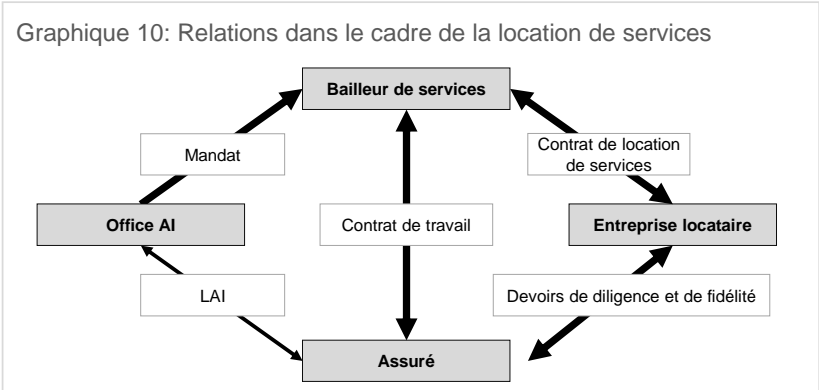 Graphique 10: Relations dans le cadre de la location de services
Bailleur de services
Mandat
Contrat de location
de services
Office AI
Contrat de travail
Entreprise locataire
LAI
Devoirs de diligence et de fidélité
Assuré